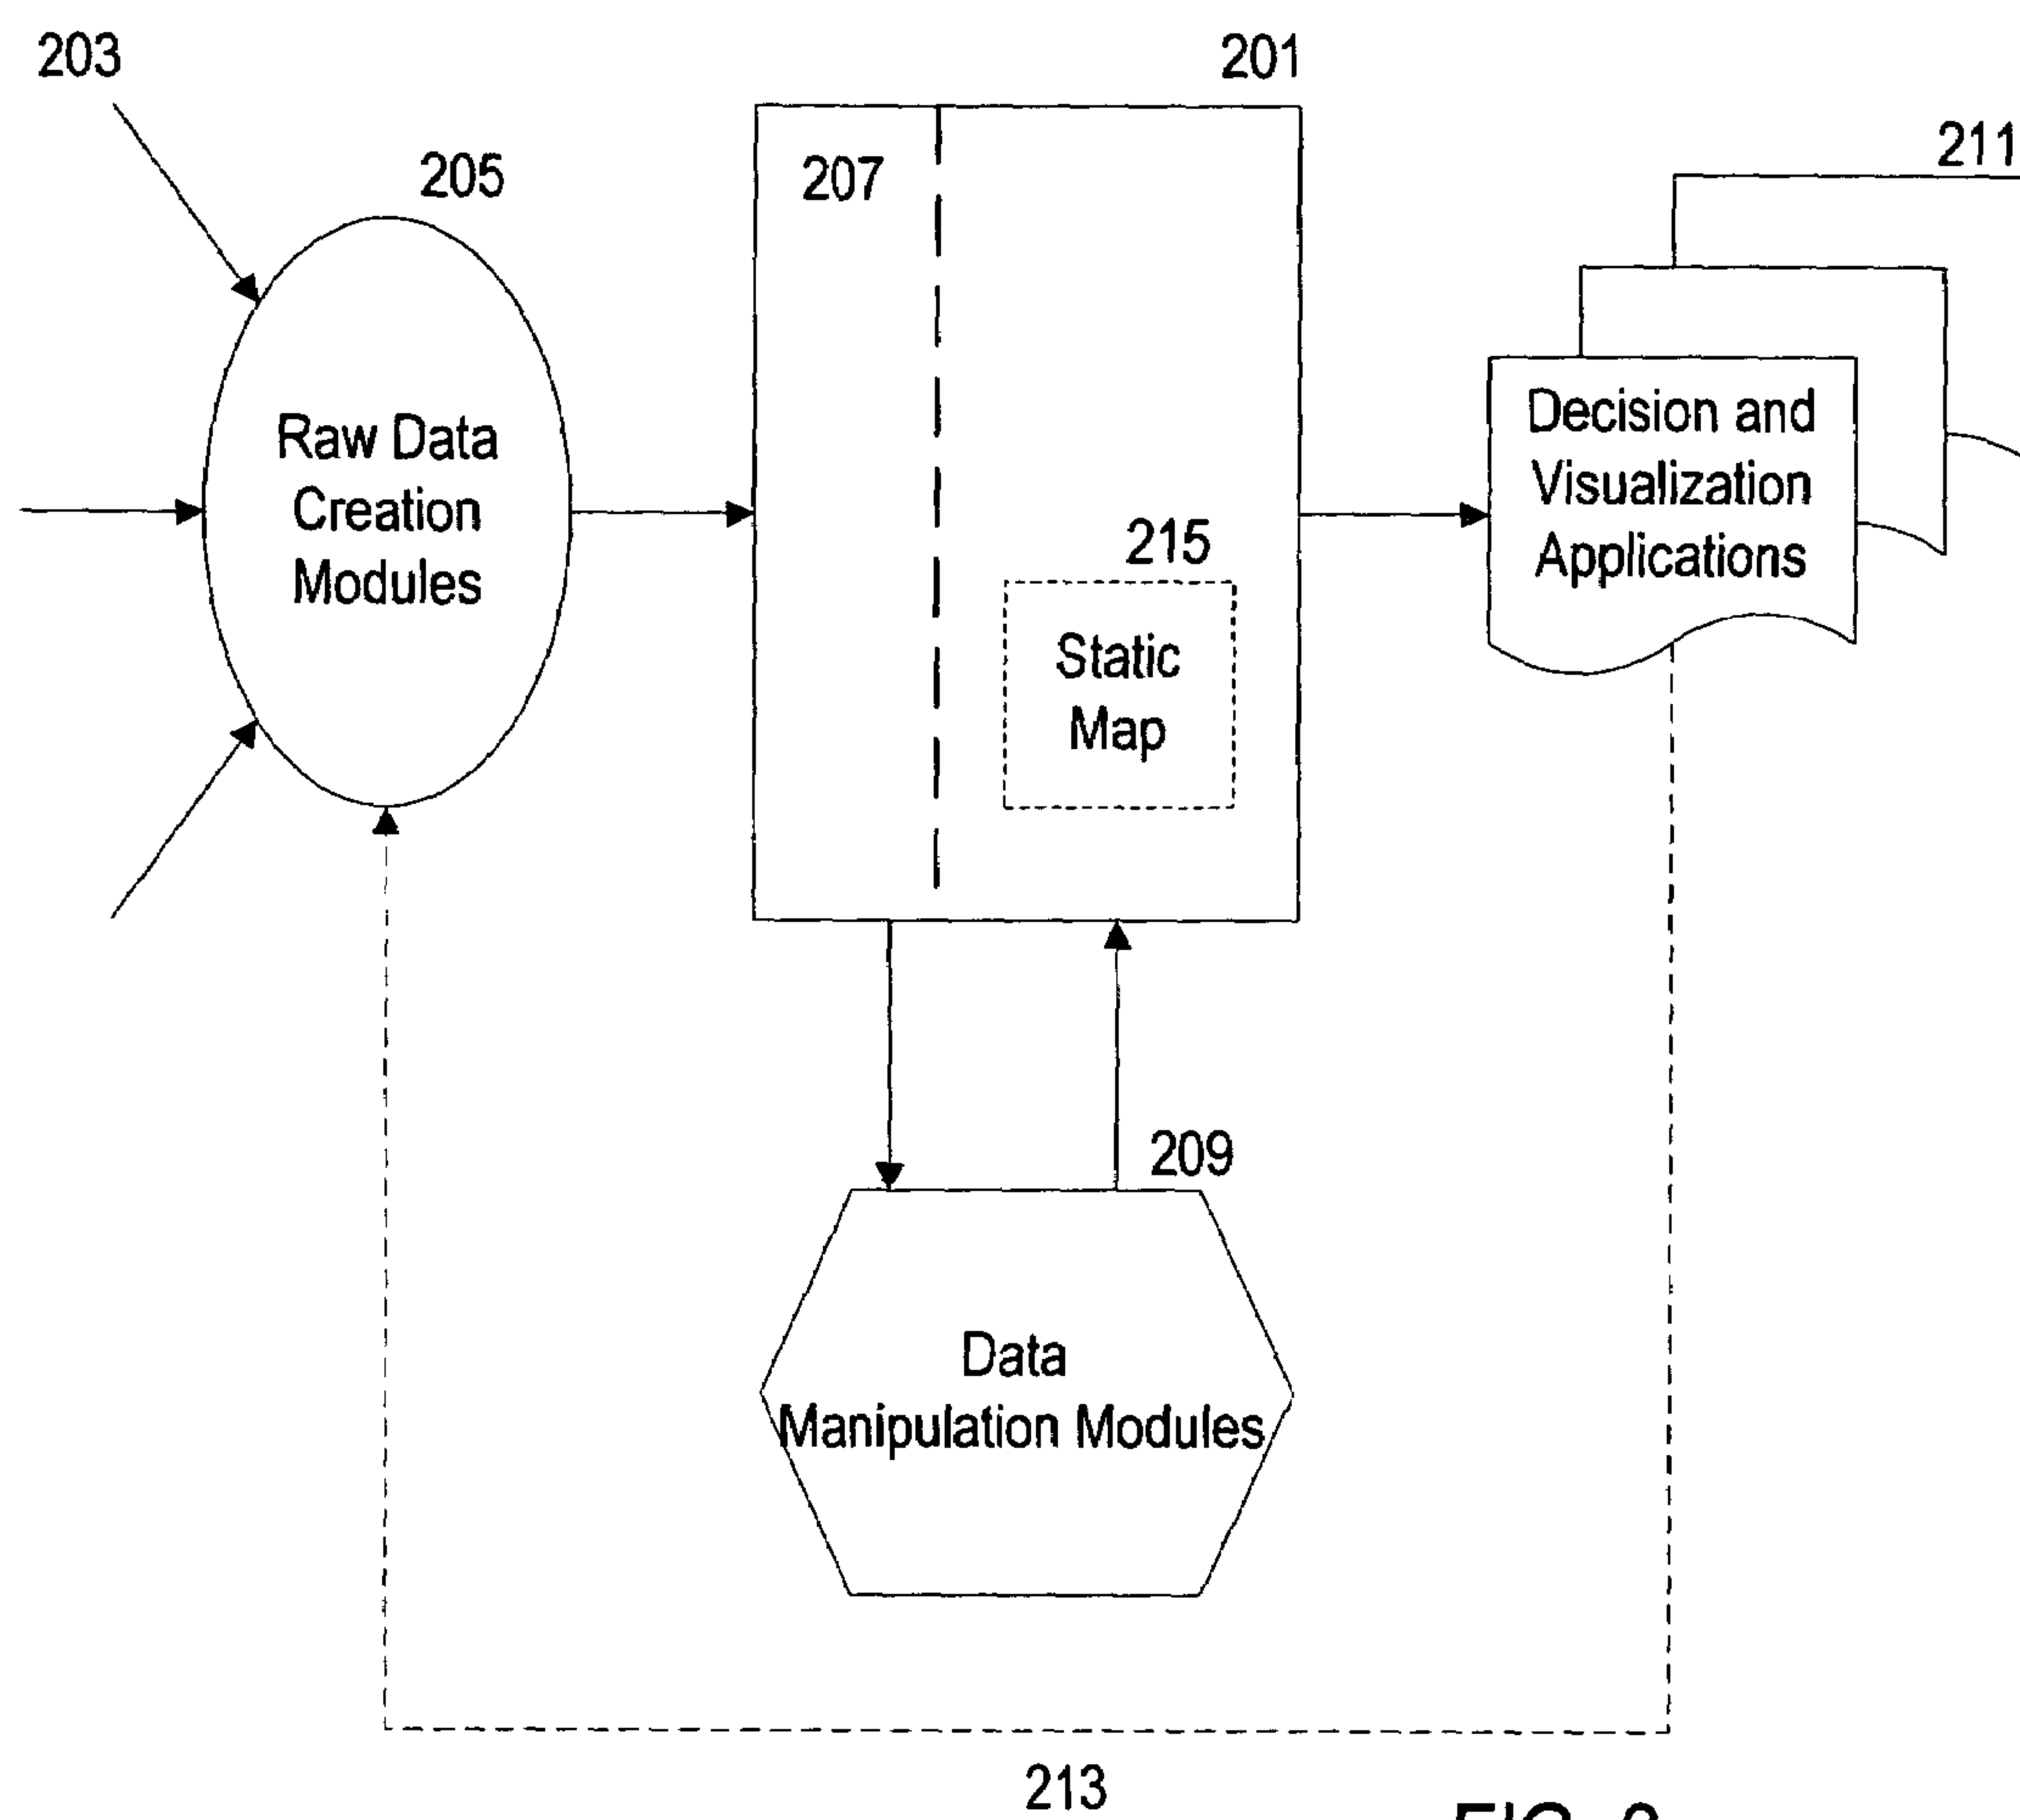 203
201
211
205
207
Raw Data
Creation
Modules
Decision and
Visualization
Applications
215
Static
Map
209
Data
Manipulation Modules
213
FIG.